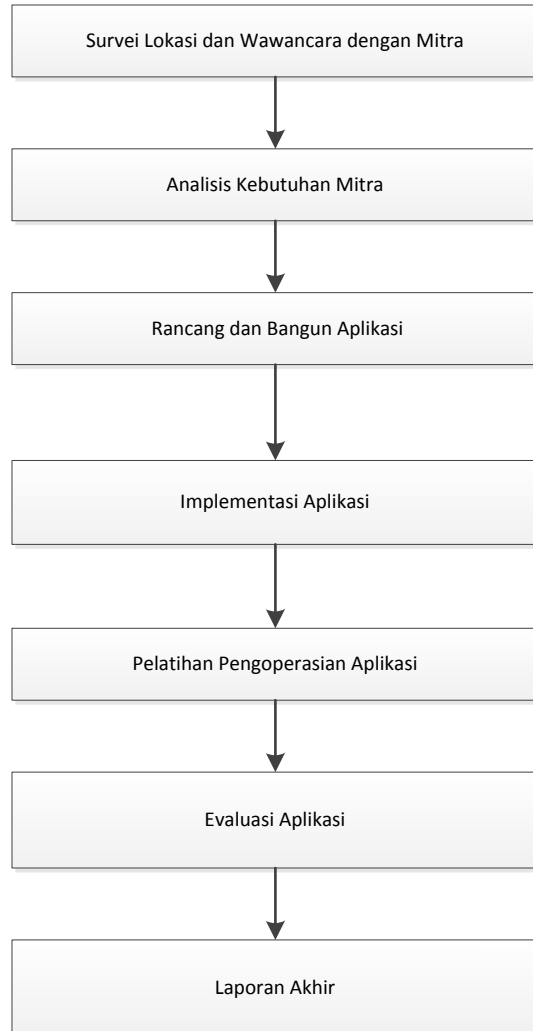 Survei Lokasi dan Wawancara dengan Mitra
Analisis Kebutuhan Mitra
Rancang dan Bangun Aplikasi
Implementasi Aplikasi
Pelatihan Pengoperasian Aplikasi
Evaluasi Aplikasi
Laporan Akhir